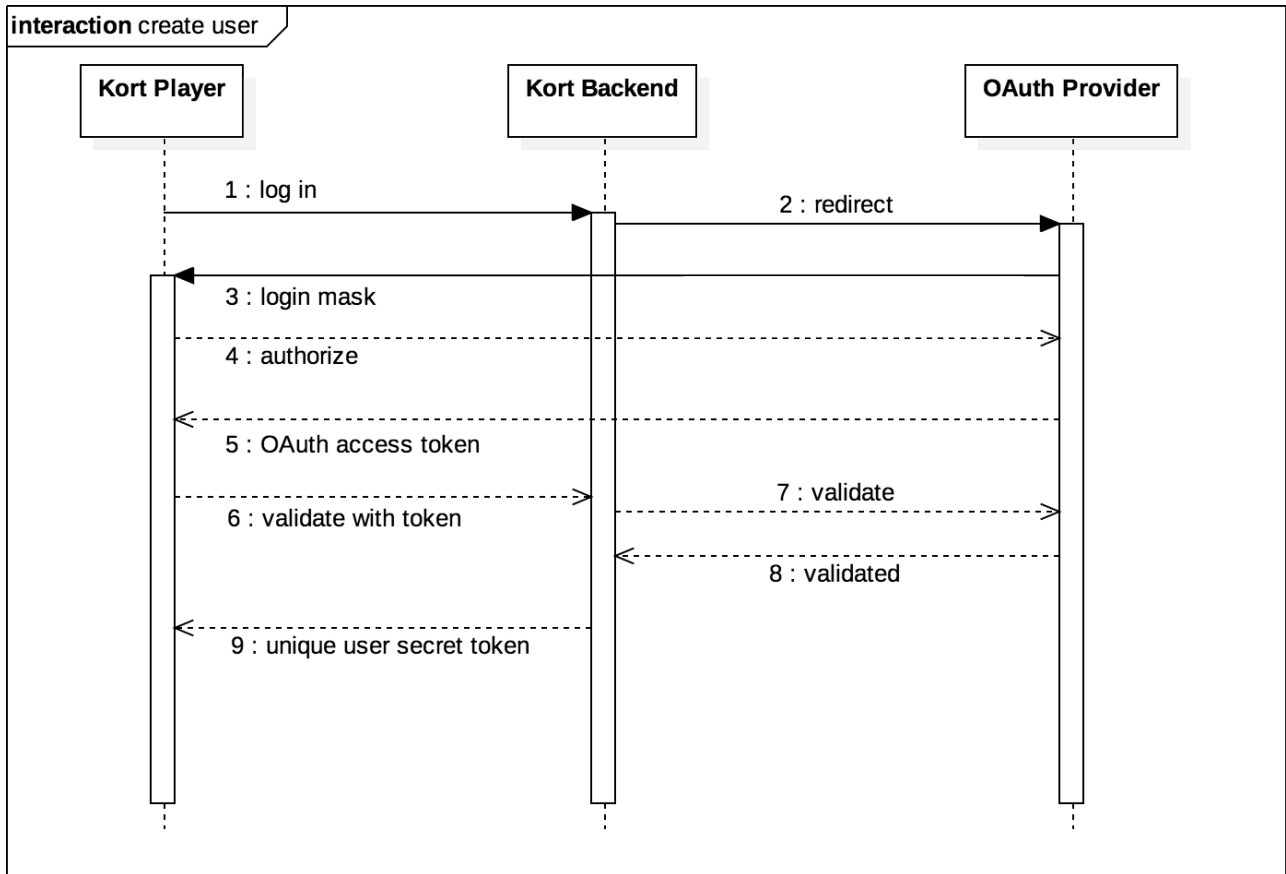 interaction create user
Kort Player
Kort Backend
OAuth Provider
1 : log in
2 : redirect
3 : login mask
4 : authorize
5 : OAuth access token
6 : validate with token
7 : validate
8 : validated
9 : unique user secret token